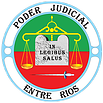 PODER JUDICIAL
IN
LEGIBUS
SALUS
ENTRE RIOS